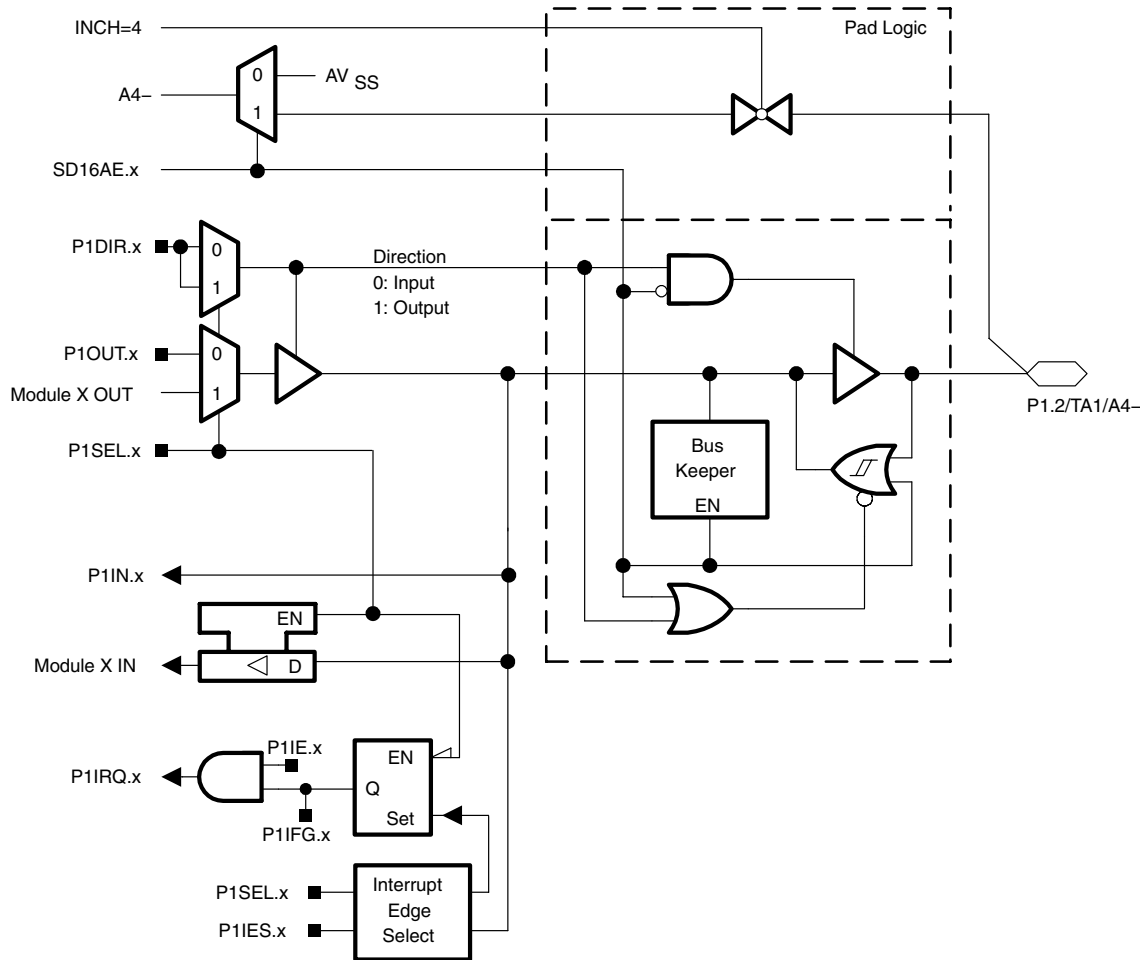 INCH=4
Pad Logic
0
AV SS
A4–
1
SD16AE.x
P1DIR.x
0
1
Direction
0: Input
1: Output
P1OUT.x
0
Module X OUT
1
P1.2/TA1/A4–
P1SEL.x
Bus
Keeper
EN
P1IN.x
EN
Module X IN
D
P1IE.x
EN
P1IRQ.x
Q
Set
P1IFG.x
P1SEL.x
Interrupt
Edge
Select
P1IES.x